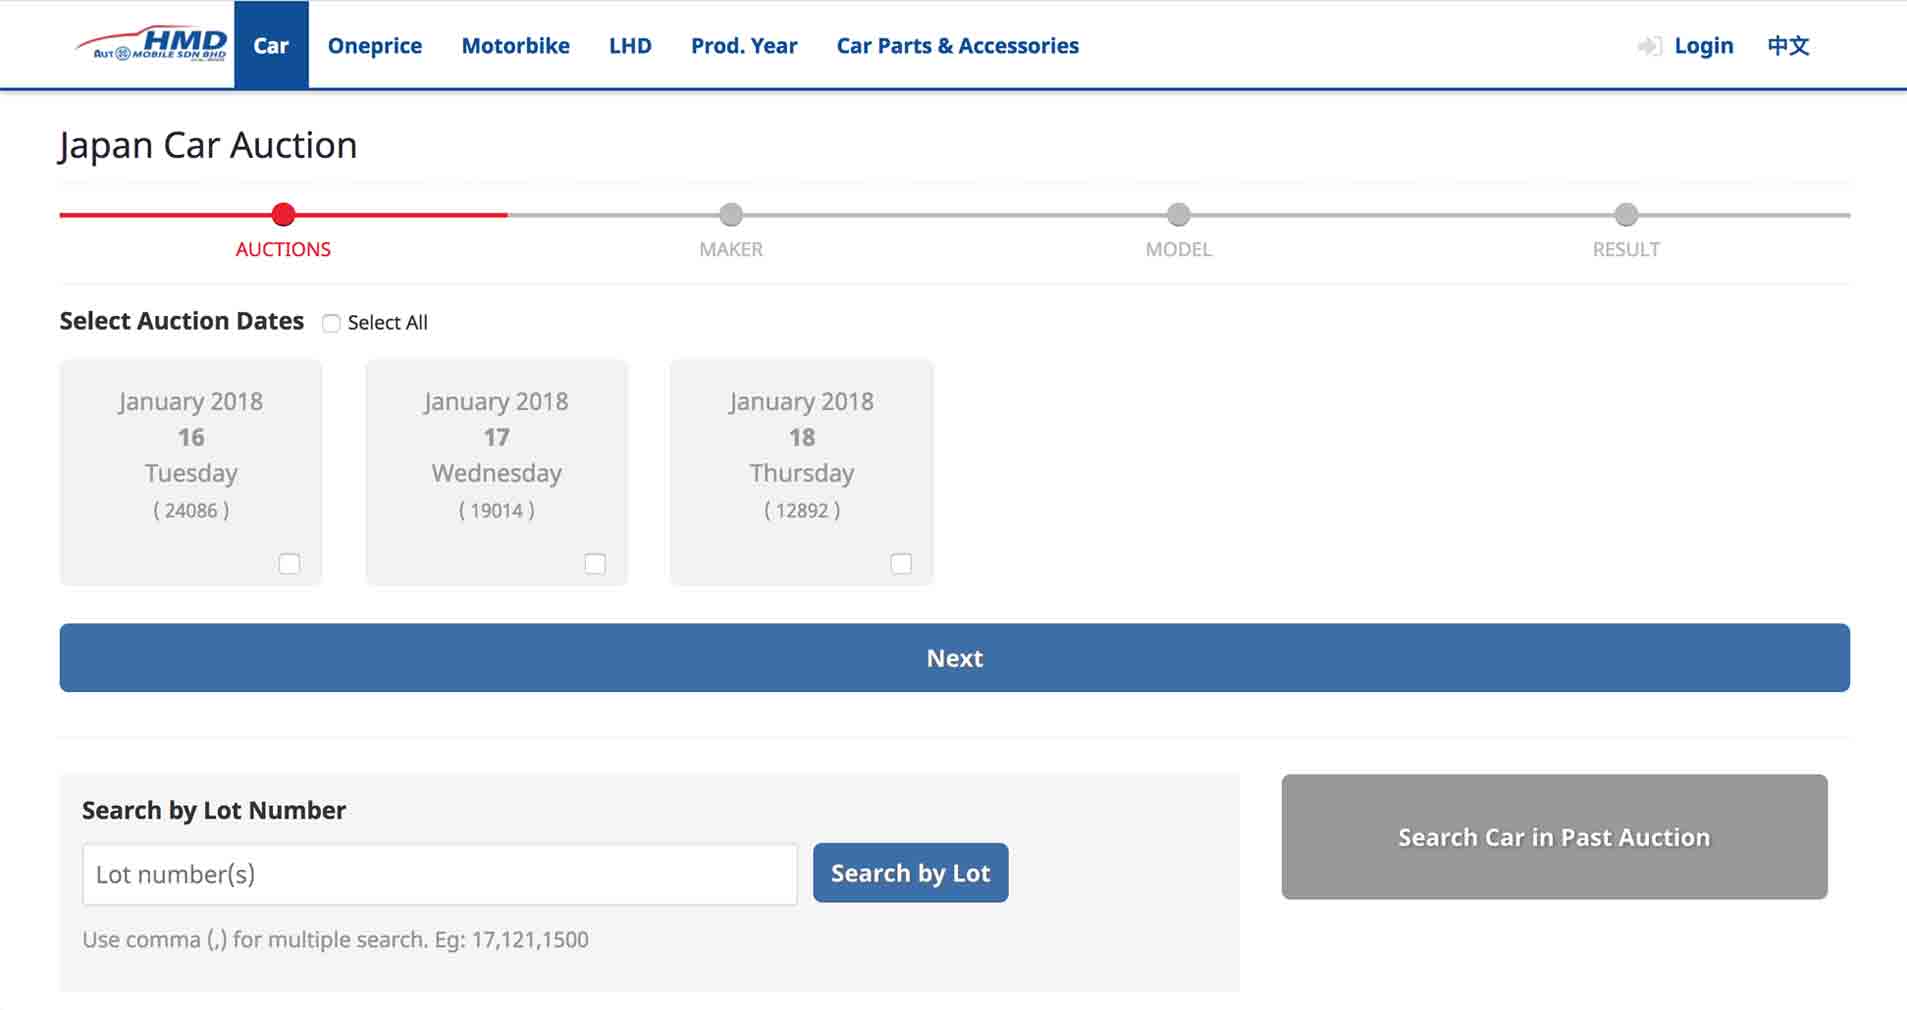 HMD
AUTOMOBILE SDN BHD
Car
Oneprice
Motorbike
LHD
Prod. Year
Car Parts & Accessories
Login
中文
Japan Car Auction
AUCTIONS
MAKER
MODEL
RESULT
Select Auction Dates
Select All
January 2018
16
Tuesday
( 24086 )
January 2018
17
Wednesday
( 19014 )
January 2018
18
Thursday
( 12892 )
Next
Search by Lot Number
Lot number(s)
Search by Lot
Use comma (,) for multiple search. Eg: 17,121,1500
Search Car in Past Auction